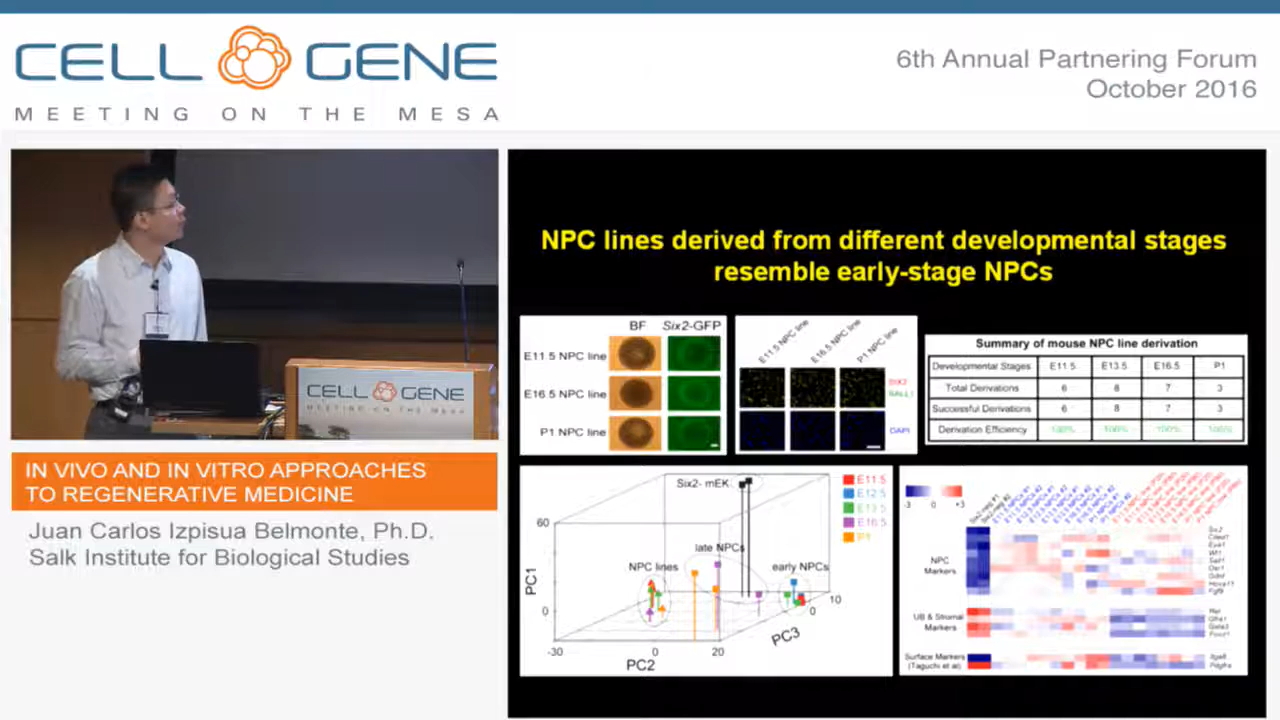 CELL GENE
MEETING ON THE MESA
6th Annual Partnering Forum
October 2016
CELL GENE
MEETING ON THE MESA
IN VIVO AND IN VITRO APPROACHES
TO REGENERATIVE MEDICINE
Juan Carlos Izpisua Belmonte, Ph.D.
Salk Institute for Biological Studies
NPC lines derived from different developmental stages
resemble early-stage NPCs
BF Six2-GFP
E11.5 NPC line
E16.5 NPC line
P1 NPC line
E11.5 NPC line E16.5 NPC line P1 NPC line
SIX2
SALL1
DAPI
Summary of mouse NPC line derivation
Developmental Stages E11.5 E13.5 E16.5 P1
Total Derivations 6 8 7 3
Successful Derivations 6 8 7 3
Derivation Efficiency 100% 100% 100% 100%
Six2- mEK
late NPCs
NPC lines
early NPCs
E11.5
E12.5
E13.5
E16.5
P1
60
0
PC1
-30 0 20
PC2
0 10
PC3
-3 0 +3
NPC
Markers
UB & Stromal
Markers
Surface Markers
(Taguchi et al)
Six2
Cited1
Eya1
Wt1
Sall1
Osr1
Gdnf
Hoxa11
Fgf9
Ret
Gfra1
Gata3
Foxd1
Itga8
Pdgfra